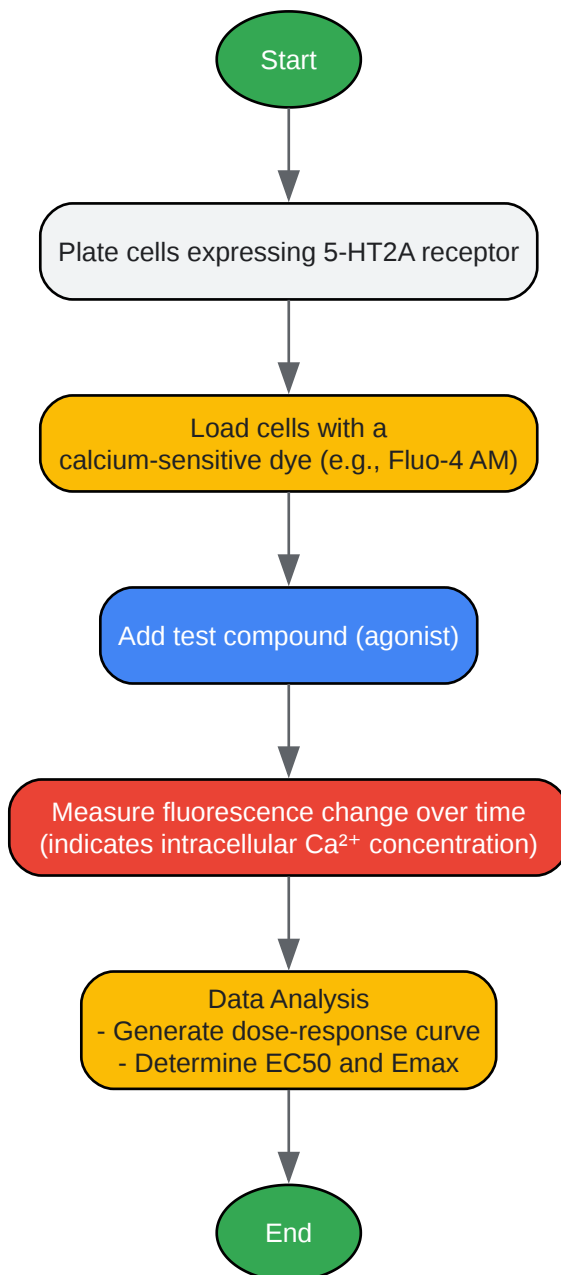 Start
Plate cells expressing 5-HT2A receptor
Load cells with a
calcium-sensitive dye (e.g., Fluo-4 AM)
Add test compound (agonist)
Measure fluorescence change over time
(indicates intracellular Ca²⁺ concentration)
Data Analysis
- Generate dose-response curve
- Determine EC50 and Emax
End